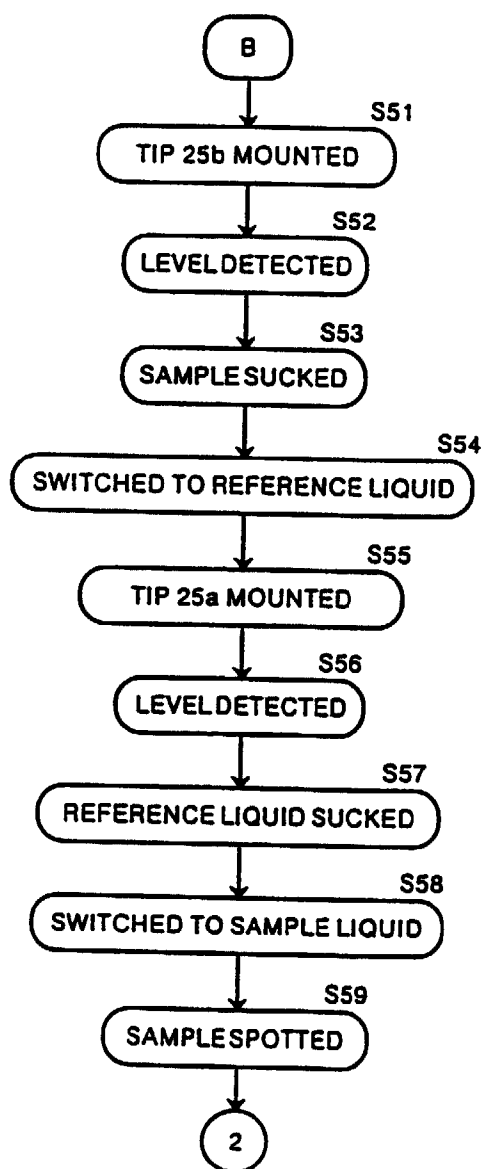 B
S51
TIP 25b MOUNTED
S52
LEVEL DETECTED
S53
SAMPLE SUCKED
S54
SWITCHED TO REFERENCE LIQUID
S55
TIP 25a MOUNTED
S56
LEVEL DETECTED
S57
REFERENCE LIQUID SUCKED
S58
SWITCHED TO SAMPLE LIQUID
S59
SAMPLE SPOTTED
2